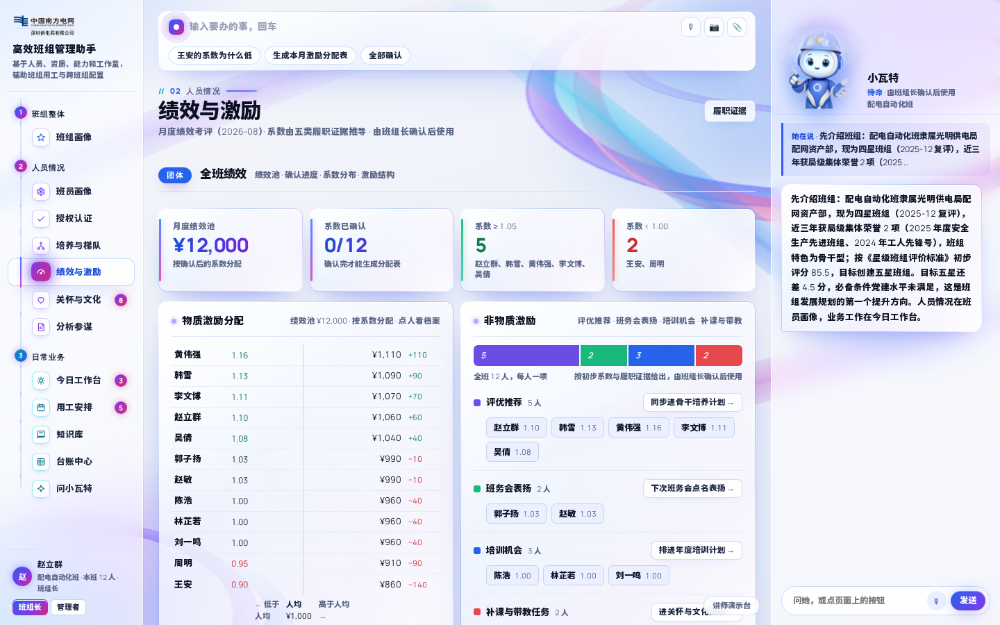 中国南方电网
CHINA SOUTHERN POWER GRID
深圳供电局有限公司
高效班组管理助手
基于人员、资质、能力和工作量，
辅助班组用工与跨班组配置
1 班组整体
班组画像
2 人员情况
班员画像
授权认证
培养与梯队
绩效与激励
关怀与文化 8
分析参谋
3 日常业务
今日工作台 3
用工安排 5
知识库
台账中心
问小瓦特
赵 赵立群
配电自动化班 · 本班 12 人 ·
班组长
班组长 管理者
输入要办的事，回车
王安的系数为什么低 生成本月激励分配表 全部确认
// 02 人员情况
绩效与激励
月度绩效考评（2026-08）· 系数由五类履职证据推导 · 由班组长确认后使用
履职证据
团体 全班绩效 绩效池 · 确认进度 · 系数分布 · 激励结构
月度绩效池
¥12,000
按确认后的系数分配
系数已确认
0/12
确认完才能生成分配表
系数 ≥ 1.05
5
赵立群、韩雪、黄伟强、李文博、
吴倩
系数 < 1.00
2
王安、周明
物质激励分配 绩效池 ¥12,000 · 按系数分配 · 点人看档案
黄伟强 1.16 ¥1,110 +110
韩雪 1.13 ¥1,090 +90
李文博 1.11 ¥1,070 +70
赵立群 1.10 ¥1,060 +60
吴倩 1.08 ¥1,040 +40
郭子扬 1.03 ¥990 −10
赵敏 1.03 ¥990 −10
陈浩 1.00 ¥960 −40
林芷若 1.00 ¥960 −40
刘一鸣 1.00 ¥960 −40
周明 0.95 ¥910 −90
王安 0.90 ¥860 −140
← 低于 人均 高于人均
人均 ¥1,000 →
非物质激励 评优推荐 · 班务会表扬 · 培训机会 · 补课与带教
5 2 3 2
全班 12 人，每人一项 按初步系数与履职证据给出，由班组长确认后使用
评优推荐 5 人 同步进骨干培养计划 →
赵立群 1.10 韩雪 1.13 黄伟强 1.16 李文博 1.11
吴倩 1.08
班务会表扬 2 人 下次班务会点名表扬 →
郭子扬 1.03 赵敏 1.03
培训机会 3 人 排进年度培训计划 →
陈浩 1.00 林芷若 1.00 刘一鸣 1.00
补课与带教任务 2 人 进关怀与文
讲师演示台
小瓦特
待命 · 由班组长确认后使用
配电自动化班
她在说 · 先介绍班组：配电自动化班隶属光明供电局
配网资产部，现为四星班组（2025-12 复评），近三
年获局级集体荣誉 2 项（2025 …
先介绍班组：配电自动化班隶属光明供电局配
网资产部，现为四星班组（2025-12 复评），
近三年获局级集体荣誉 2 项（2025 年度安全
生产先进班组、2024 年工人先锋号），班组
特色为骨干型；按《星级班组评价标准》初步
评分 85.5，目标创建五星班组。目标五星还
差 4.5 分，必备条件党建水平未满足，这是班
组发展规划的第一个提升方向。人员情况在班
员画像，业务工作在今日工作台。
问她，或点页面上的按钮 发送